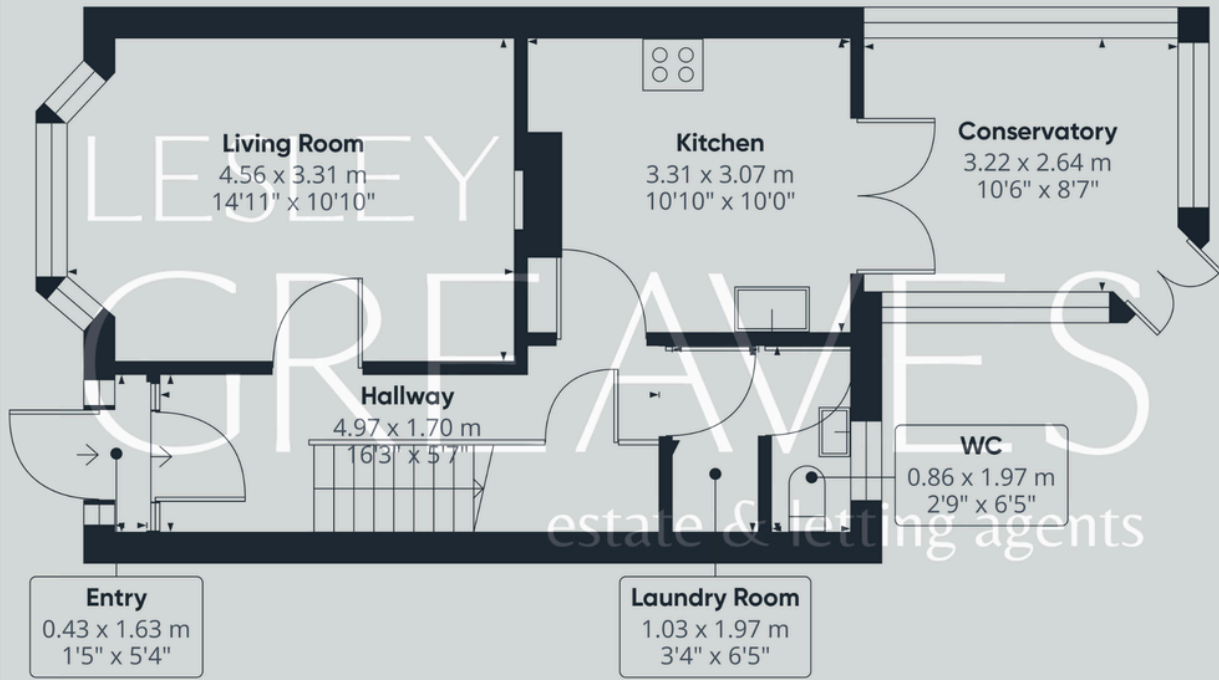 Living Room
4.56 x 3.31 m
14'11" x 10'10"
Kitchen
3.31 x 3.07 m
10'10" x 10'0"
Conservatory
3.22 x 2.64 m
10'6" x 8'7"
LESLEY
GREAVES
estate & letting agents
Hallway
4.97 x 1.70 m
16'3" x 5'7"
WC
0.86 x 1.97 m
2'9" x 6'5"
Entry
0.43 x 1.63 m
1'5" x 5'4"
Laundry Room
1.03 x 1.97 m
3'4" x 6'5"